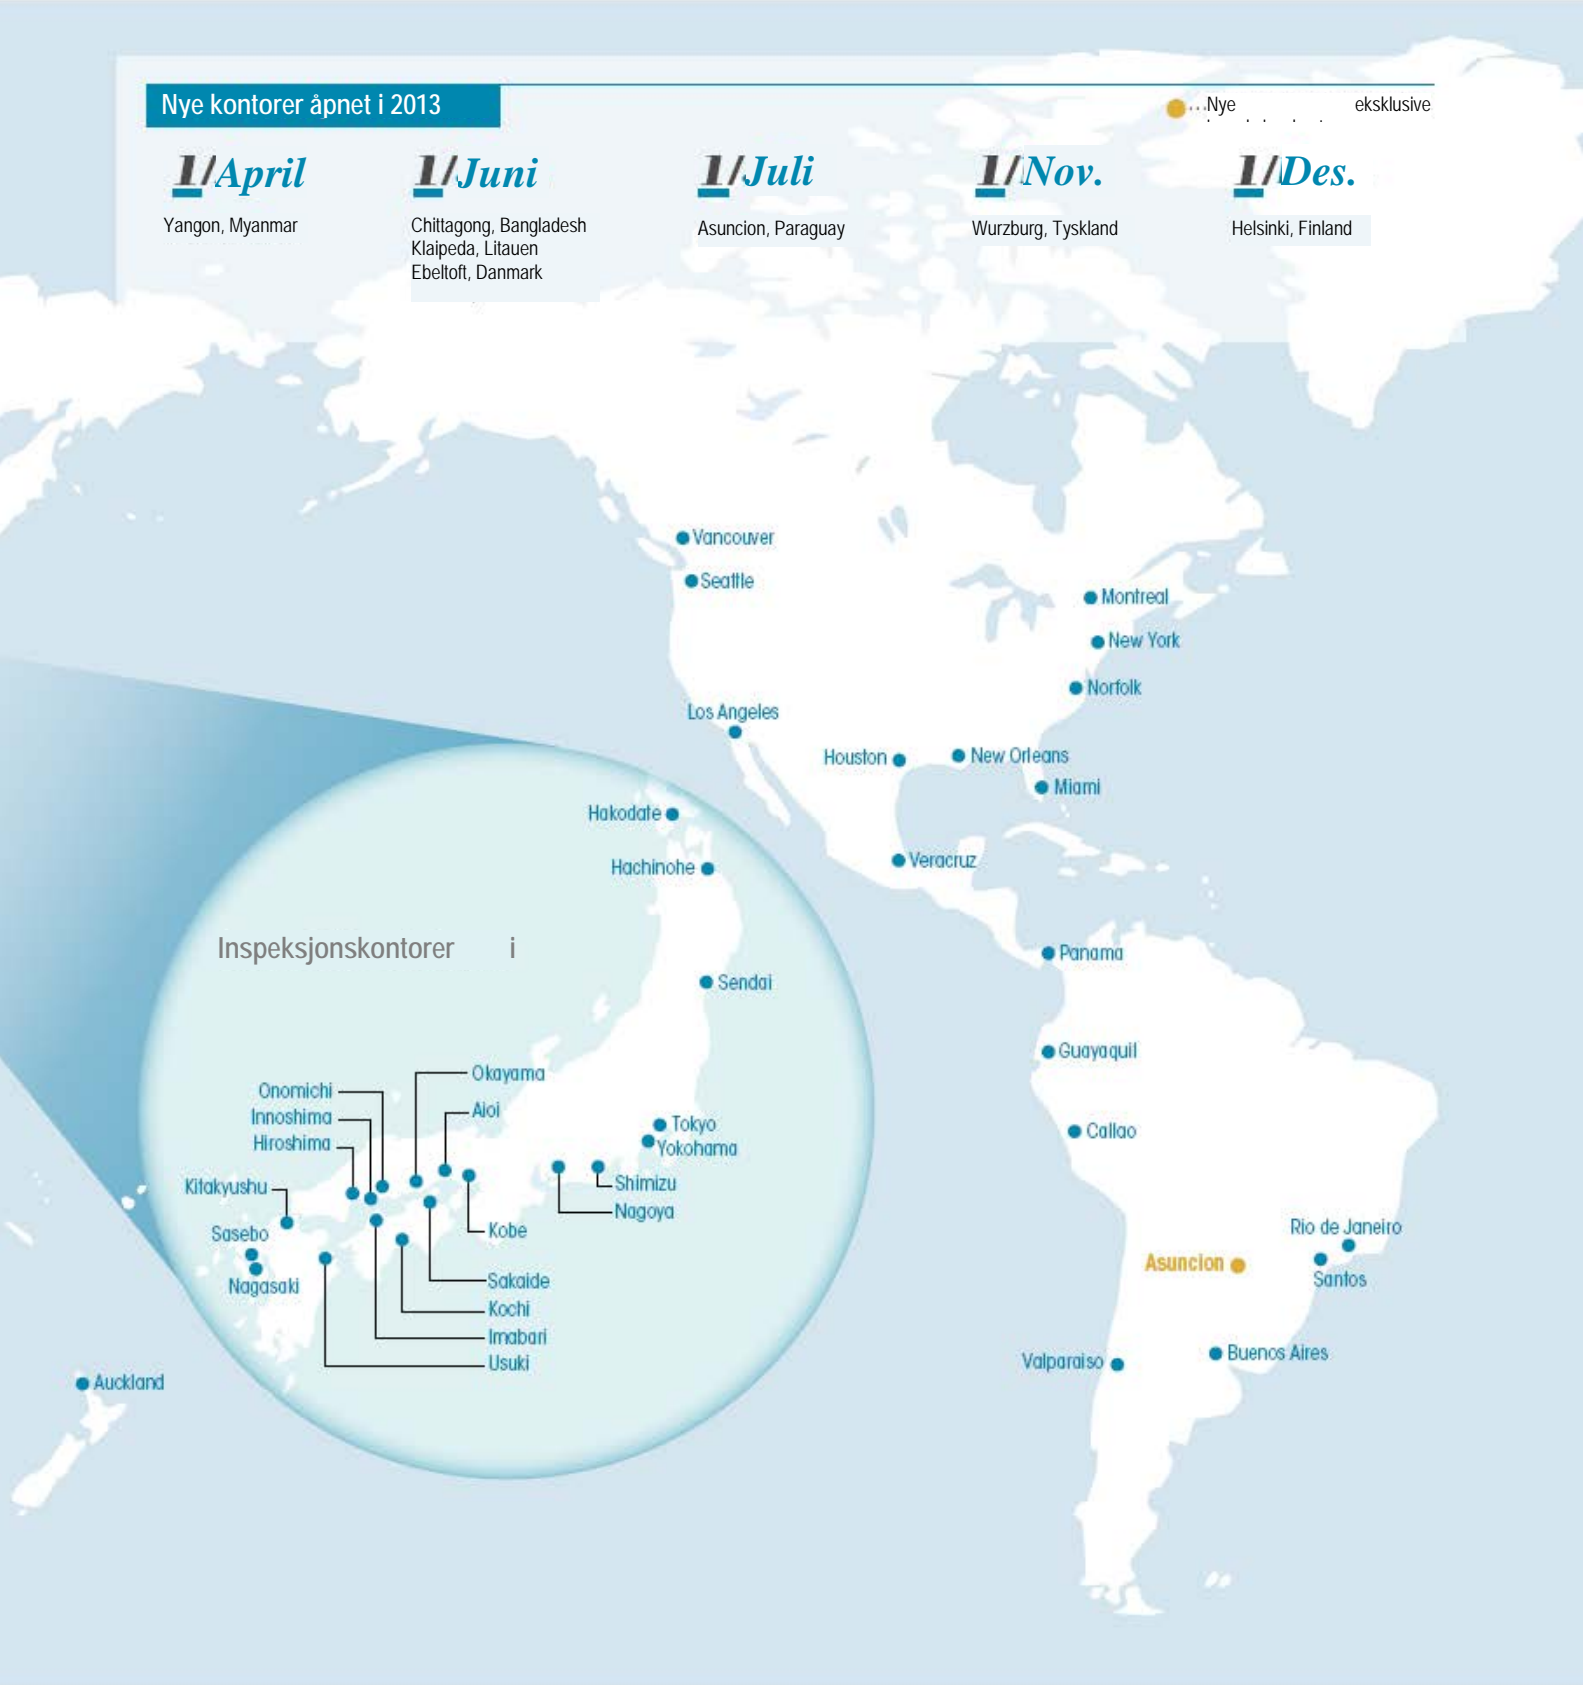 Nye kontorer åpnet i 2013
Nye eksklusive
1/April
Yangon, Myanmar
1/Juni
Chittagong, Bangladesh
Klaipeda, Litauen
Ebeltoft, Danmark
1/Juli
Asuncion, Paraguay
1/Nov.
Wurzburg, Tyskland
1/Des.
Helsinki, Finland
Vancouver
Seattle
Montreal
New York
Norfolk
Los Angeles
Houston
New Orleans
Miami
Veracruz
Panama
Guayaquil
Callao
Rio de Janeiro
Asuncion
Santos
Valparaiso
Buenos Aires
Hakodate
Hachinohe
Inspeksjonskontorer i
Sendai
Okayama
Onomichi
Aioi
Innoshima
Hiroshima
Tokyo
Yokohama
Kitakyushu
Shimizu
Nagoya
Sasebo
Kobe
Nagasaki
Sakaide
Kochi
Imabari
Usuki
Auckland